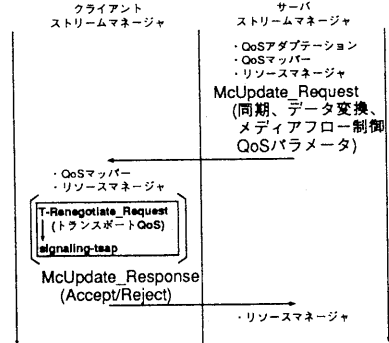 クライアント
ストリームマネージャ
サーバ
ストリームマネージャ
・QoSアダプテーション
・QoSマッパー
・リソースマネージャ
McUpdate_Request
(同期、データ変換、
メディアフロー制御
QoSパラメータ)
・QoSマッパー
・リソースマネージャ
T-Renegotiate_Request
(トランスポートQoS)
signaling-tsap
McUpdate_Response
(Accept/Reject)
・リソースマネージャ